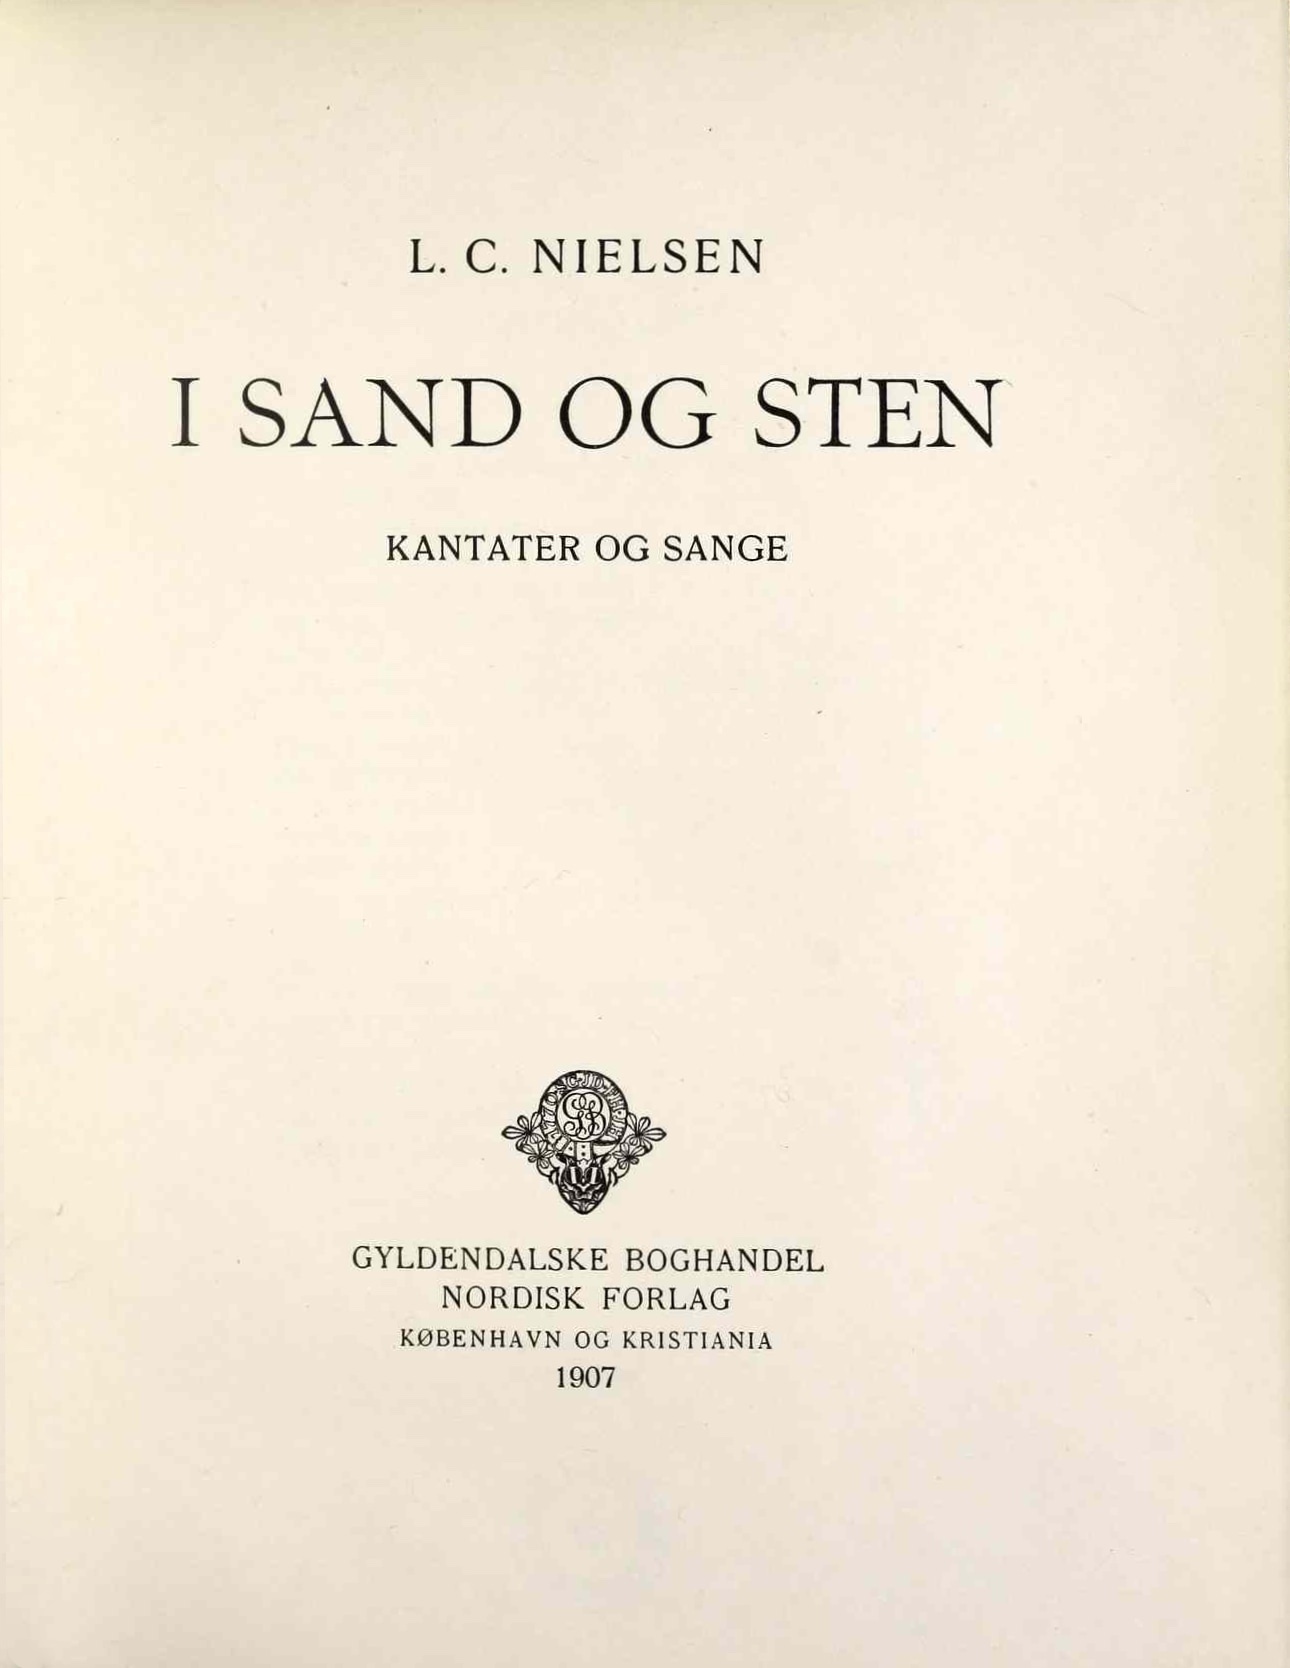 L. C. NIELSEN
I SAND OG STEN
KANTATER OG SANGE
GYLDENDALSKE BOGHANDEL
NORDISK FORLAG
KØBENHAVN OG KRISTIANIA
1907